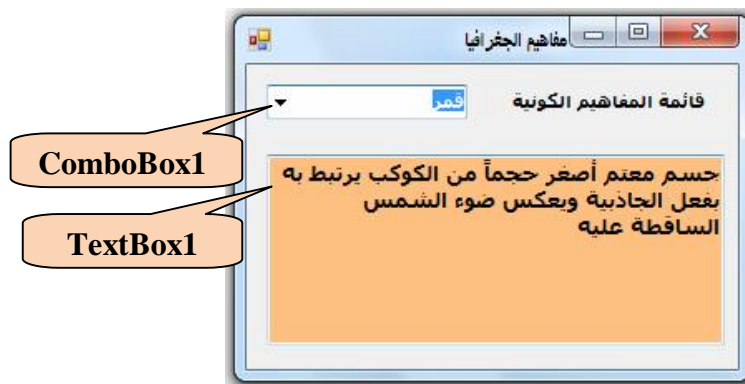 مفاهيم الجغرافيا
قائمة المفاهيم الكونية
قمر
ComboBox1
جسم معتم أصغر حجماً من الكوكب يرتبط به
بفعل الجاذبية ويعكس ضوء الشمس
الساقطة عليه
TextBox1